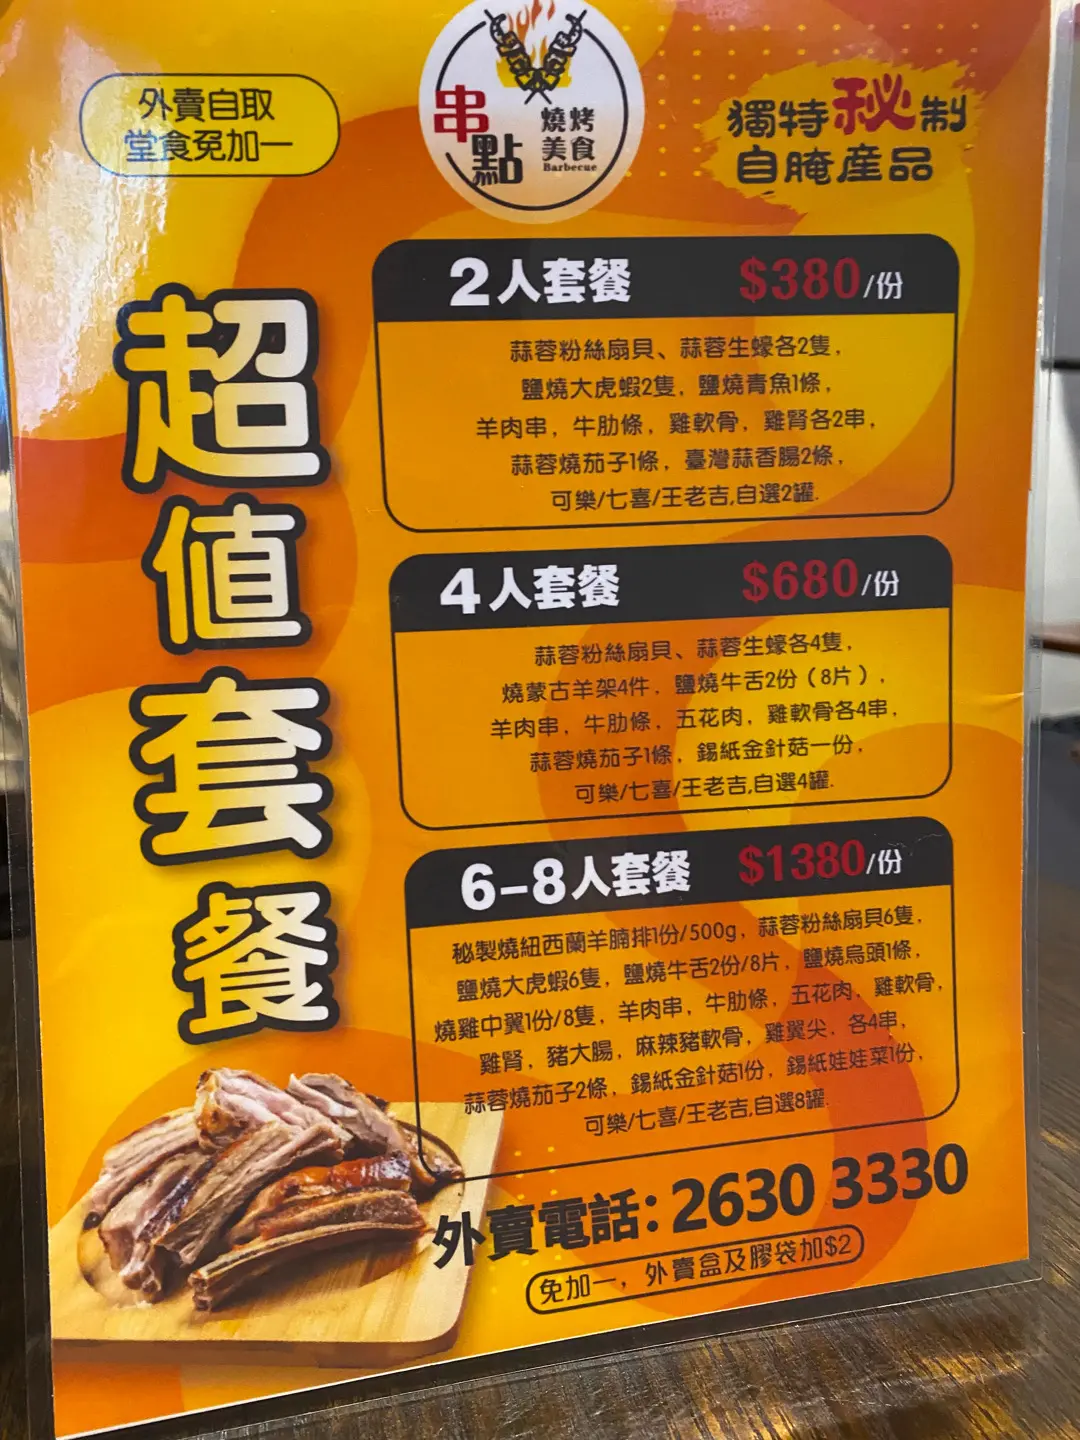 外賣自取
堂食免加一
串點
燒烤
美食
Barbecue
獨特秘制
自腌産品
超值套餐
2人套餐 $380/份
蒜蓉粉絲扇貝、蒜蓉生蠔各2隻,
鹽燒大虎蝦2隻, 鹽燒青魚1條,
羊肉串, 牛肋條, 雞軟骨, 雞腎各2串,
蒜蓉燒茄子1條, 臺灣蒜香腸2條,
可樂/七喜/王老吉,自選2罐.
4人套餐 $680/份
蒜蓉粉絲扇貝、蒜蓉生蠔各4隻,
燒蒙古羊架4件, 鹽燒牛舌2份(8片),
羊肉串, 牛肋條, 五花肉, 雞軟骨各4串,
蒜蓉燒茄子1條, 錫紙金針菇一份,
可樂/七喜/王老吉,自選4罐.
6-8人套餐 $1380/份
秘製燒紐西蘭羊腩排1份/500g, 蒜蓉粉絲扇貝6隻,
鹽燒大虎蝦6隻, 鹽燒牛舌2份/8片, 鹽燒烏頭1條,
燒雞中翼1份/8隻, 羊肉串, 牛肋條, 五花肉, 雞軟骨,
雞腎, 豬大腸, 麻辣豬軟骨, 雞翼尖, 各4串,
蒜蓉燒茄子2條, 錫紙金針菇1份, 錫紙娃娃菜1份,
可樂/七喜/王老吉,自選8罐.
外賣電話: 2630 3330
免加一, 外賣盒及膠袋加$2